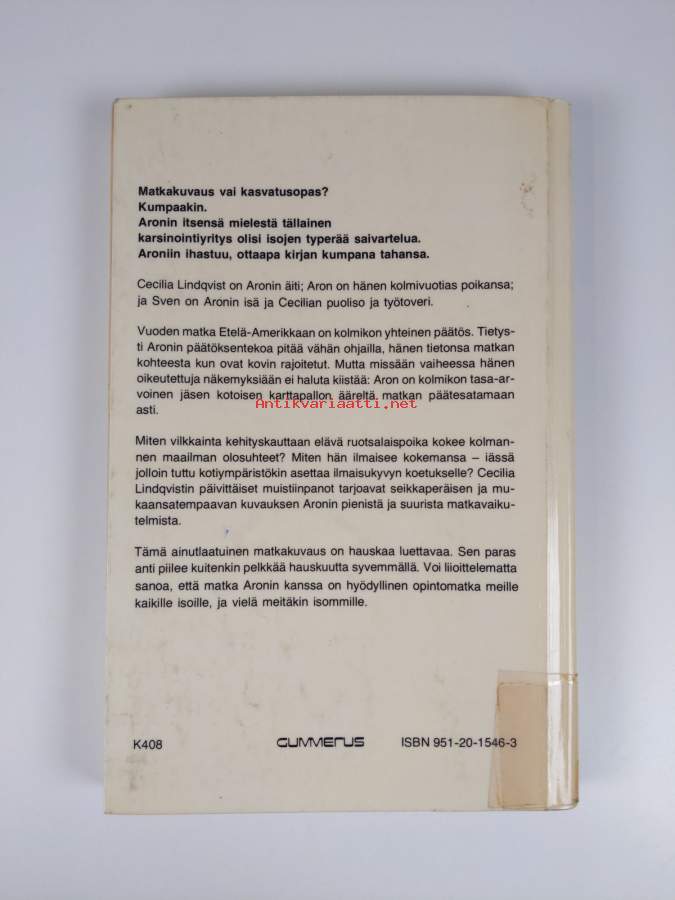 Matkakuvaus vai kasvatusopas?
Kumpaakin.
Aronin itsensä mielestä tällainen
karsinointiyritys olisi isojen typerää saivartelua.
Aroniin ihastuu, ottaapa kirjan kumpana tahansa.
Cecilia Lindqvist on Aronin äiti; Aron on hänen kolmivuotias poikansa;
ja Sven on Aronin isä ja Cecilian puoliso ja työtoveri.
Vuoden matka Etelä-Amerikkaan on kolmikon yhteinen päätös. Tietys-
ti Aronin päätöksentekoa pitää vähän ohjailla, hänen tietonsa matkan
kohteesta kun ovat kovin rajoitetut. Mutta missään vaiheessa hänen
oikeutettuja näkemyksiään ei haluta kiistää: Aron on kolmikon tasa-ar-
voinen jäsen kotoisen karttapallon ääreltä matkan päätesatamaan
Antikvariaatti.net
asti.
Miten vilkkainta kehityskauttaan elävä ruotsalaispoika kokee kolman-
nen maailman olosuhteet? Miten hän ilmaisee kokemansa – iässä
jolloin tuttu kotiympäristökin asettaa ilmaisukyvyn koetukselle? Cecilia
Lindqvistin päivittäiset muistiinpanot tarjoavat seikkaperäisen ja mu-
kaansatempaavan kuvauksen Aronin pienistä ja suurista matkavaiku-
telmista.
Tämä ainutlaatuinen matkakuvaus on hauskaa luettavaa. Sen paras
anti piilee kuitenkin pelkkää hauskuutta syvemmällä. Voi liioittelematta
sanoa, että matka Aronin kanssa on hyödyllinen opintomatka meille
kaikille isoille, ja vielä meitäkin isommille.
K408
GUMMERUS
ISBN 951-20-1546-3